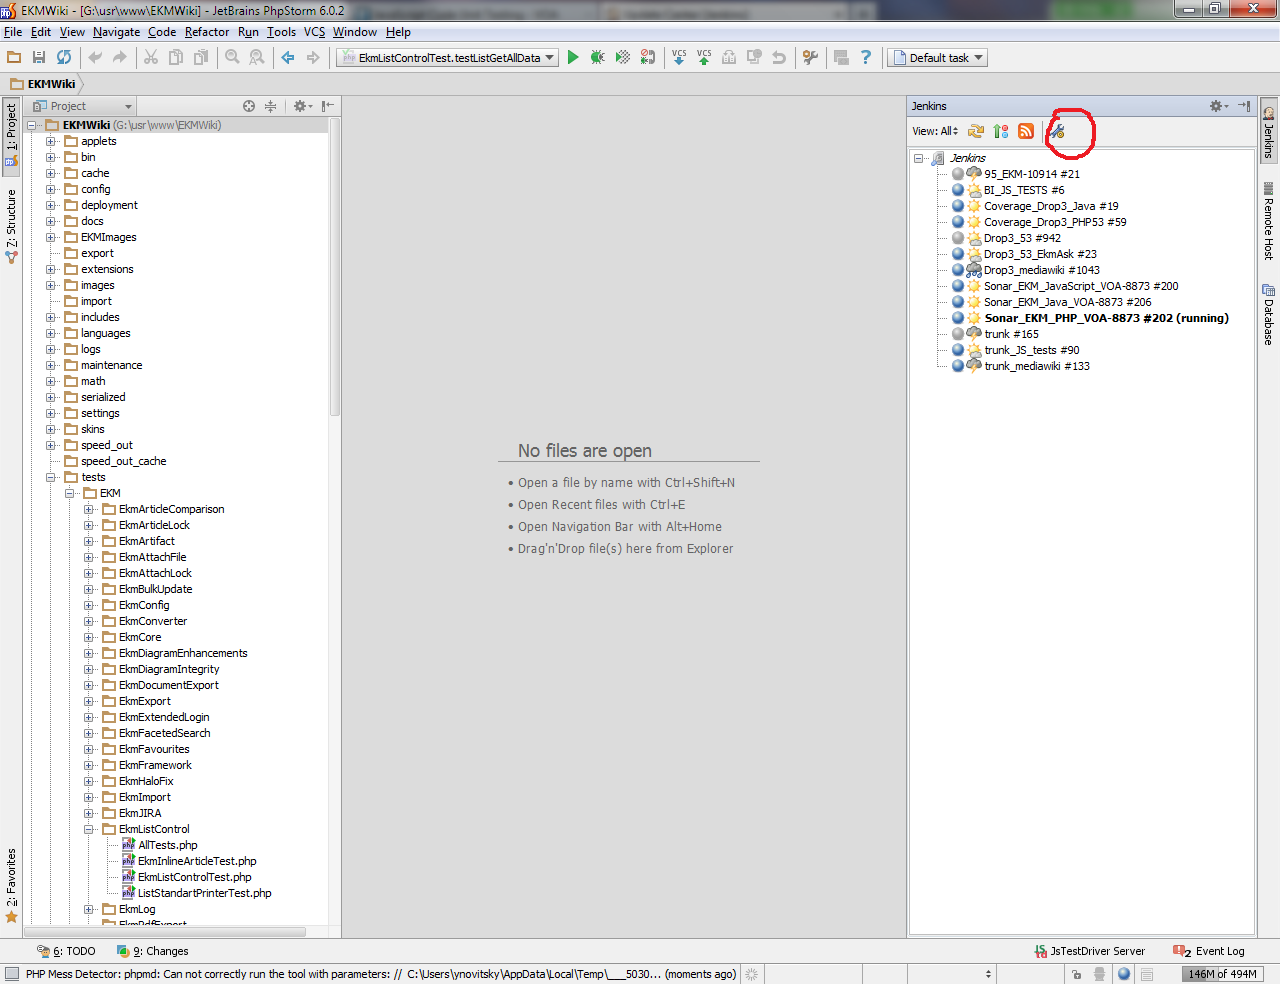 EKMWiki - [G:\usr\www\EKMWiki] - JetBrains PhpStorm 6.0.2
File Edit View Navigate Code Refactor Run Tools VCS Window Help
EkmListControlTest.testListGetAllData VCS VCS Default task
EKMWiki
1: Project
Z: Structure
2: Favorites
Project
EKMWiki (G:\usr\www\EKMWiki)
applets
bin
cache
config
deployment
docs
EKMImages
export
extensions
images
import
includes
languages
logs
maintenance
math
serialized
settings
skins
speed_out
speed_out_cache
tests
EKM
EkmArticleComparison
EkmArticleLock
EkmArtifact
EkmAttachFile
EkmAttachLock
EkmBulkUpdate
EkmConfig
EkmConverter
EkmCore
EkmDiagramEnhancements
EkmDiagramIntegrity
EkmDocumentExport
EkmExport
EkmExtendedLogin
EkmFacetedSearch
EkmFavourites
EkmFramework
EkmHaloFix
EkmImport
EkmJIRA
EkmListControl
AllTests.php
EkmInlineArticleTest.php
EkmListControlTest.php
ListStandartPrinterTest.php
EkmLog
EkmPdfExport
No files are open
• Open a file by name with Ctrl+Shift+N
• Open Recent files with Ctrl+E
• Open Navigation Bar with Alt+Home
• Drag'n'Drop file(s) here from Explorer
Jenkins
View: All
Jenkins
95_EKM-10914 #21
BI_JS_TESTS #6
Coverage_Drop3_Java #19
Coverage_Drop3_PHP53 #59
Drop3_53 #942
Drop3_53_EkmAsk #23
Drop3_mediawiki #1043
Sonar_EKM_JavaScript_VOA-8873 #200
Sonar_EKM_Java_VOA-8873 #206
Sonar_EKM_PHP_VOA-8873 #202 (running)
trunk #165
trunk_JS_tests #90
trunk_mediawiki #133
Jenkins
Remote Host
Database
6: TODO 9: Changes JsTestDriver Server 2 Event Log
PHP Mess Detector: phpmd: Can not correctly run the tool with parameters: // C:\Users\ynovitsky\AppData\Local\Temp\___5030... (moments ago) 146M of 494M